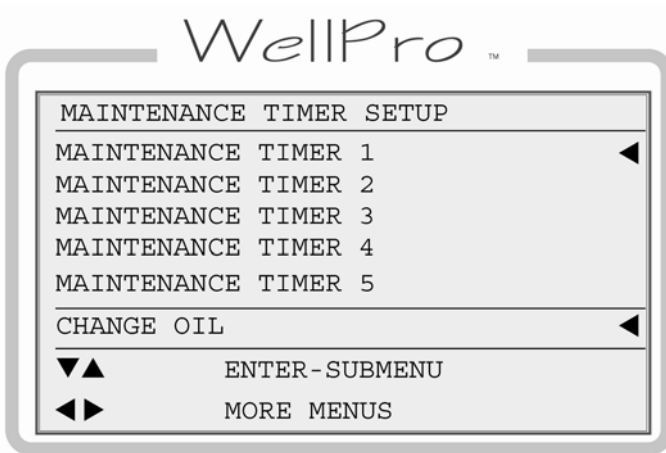 WellPro ™
MAINTENANCE TIMER SETUP
MAINTENANCE TIMER 1 ◀
MAINTENANCE TIMER 2
MAINTENANCE TIMER 3
MAINTENANCE TIMER 4
MAINTENANCE TIMER 5
CHANGE OIL ◀
▼▲ ENTER-SUBMENU
◀▶ MORE MENUS